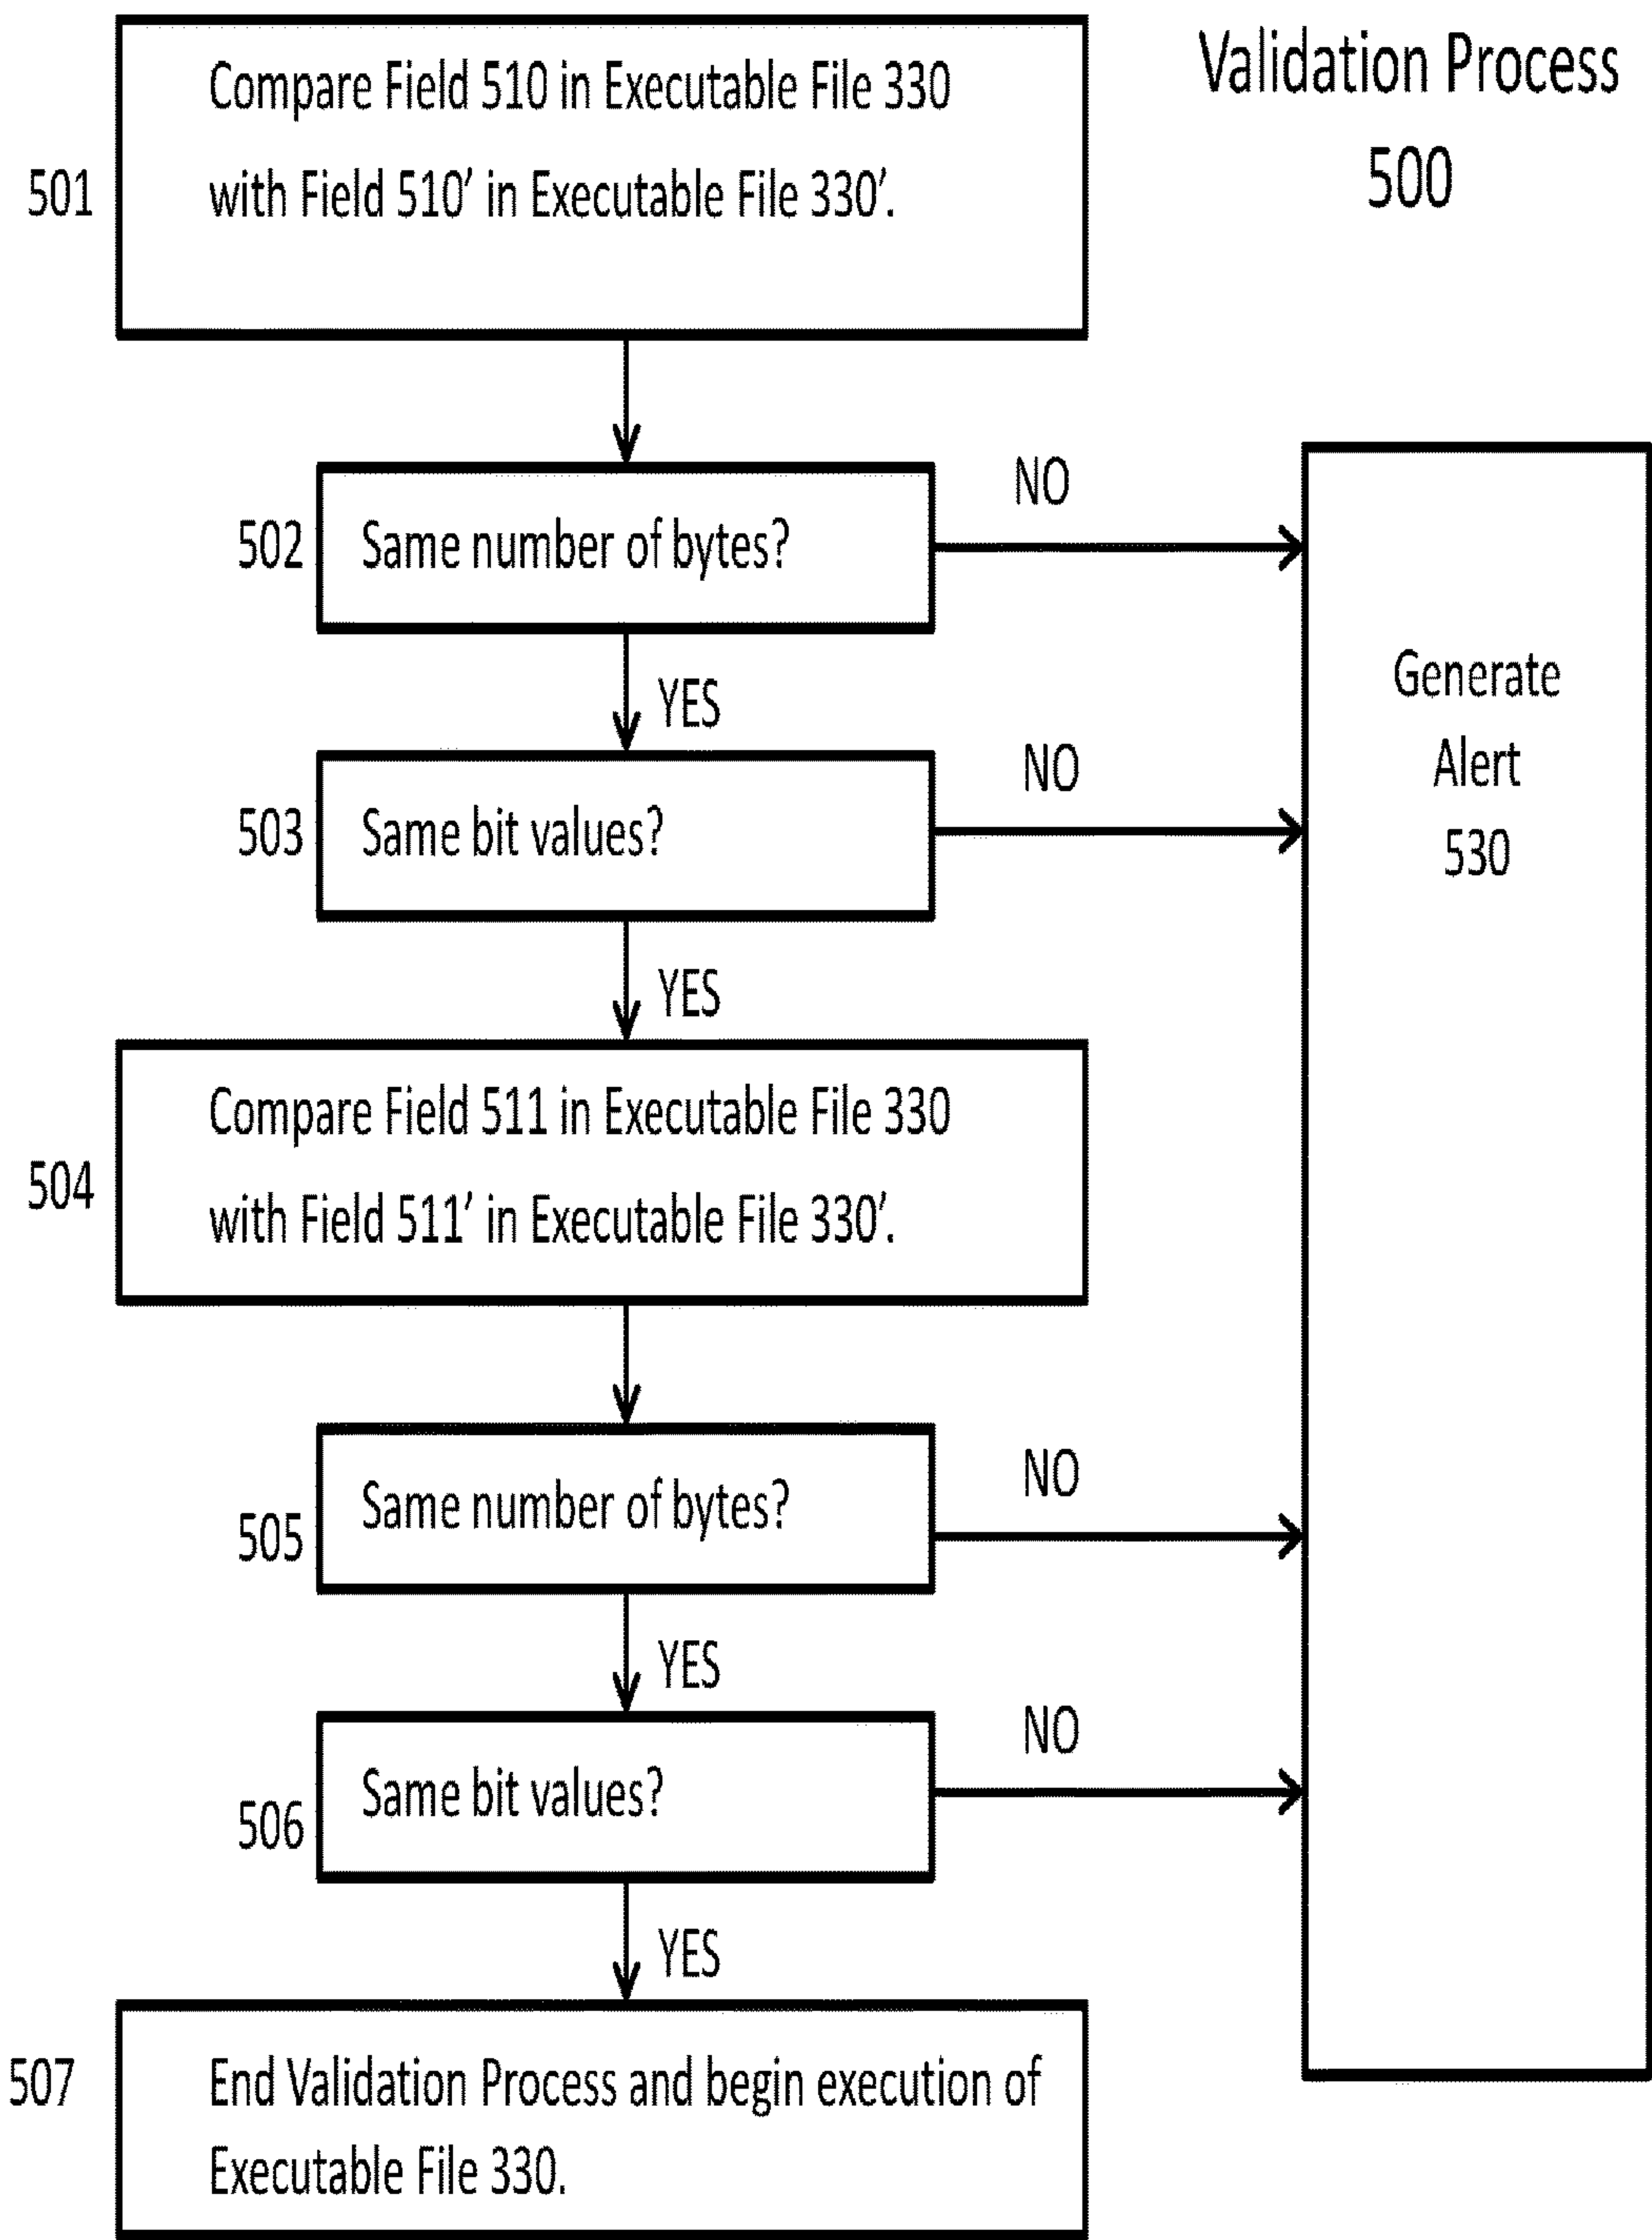 Validation Process
500
501
Compare Field 510 in Executable File 330
with Field 510’ in Executable File 330’.
502
Same number of bytes?
NO
YES
503
Same bit values?
NO
YES
Generate
Alert
530
504
Compare Field 511 in Executable File 330
with Field 511’ in Executable File 330’.
505
Same number of bytes?
NO
YES
506
Same bit values?
NO
YES
507
End Validation Process and begin execution of
Executable File 330.